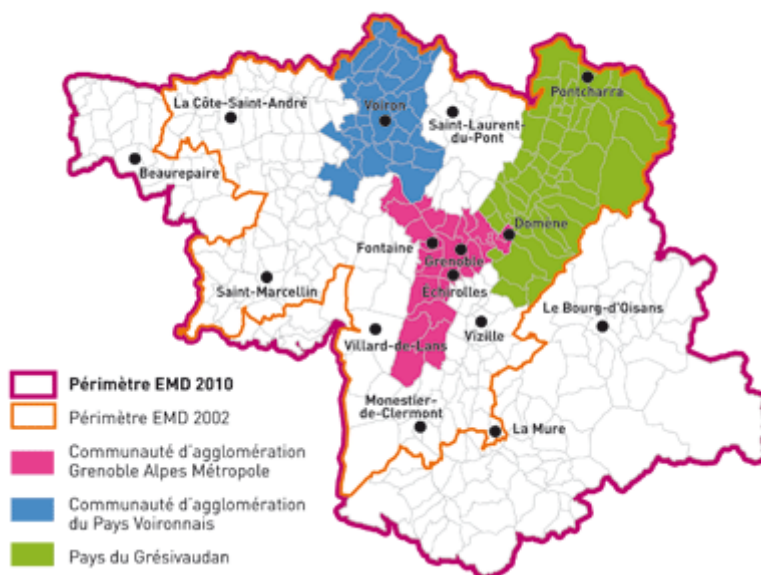 Pontcharra
La Côte-Saint-André
Voiron
Saint-Laurent-
du-Pont
Beaurepaire
Domène
Fontaine
Grenoble
Echirolles
Saint-Marcellin
Le Bourg-d'Oisans
Villard-de-Lans
Vizille
Monestier-
de-Clermont
La Mure
Périmètre EMD 2010
Périmètre EMD 2002
Communauté d'agglomération
Grenoble Alpes Métropole
Communauté d'agglomération
du Pays Voironnais
Pays du Grésivaudan